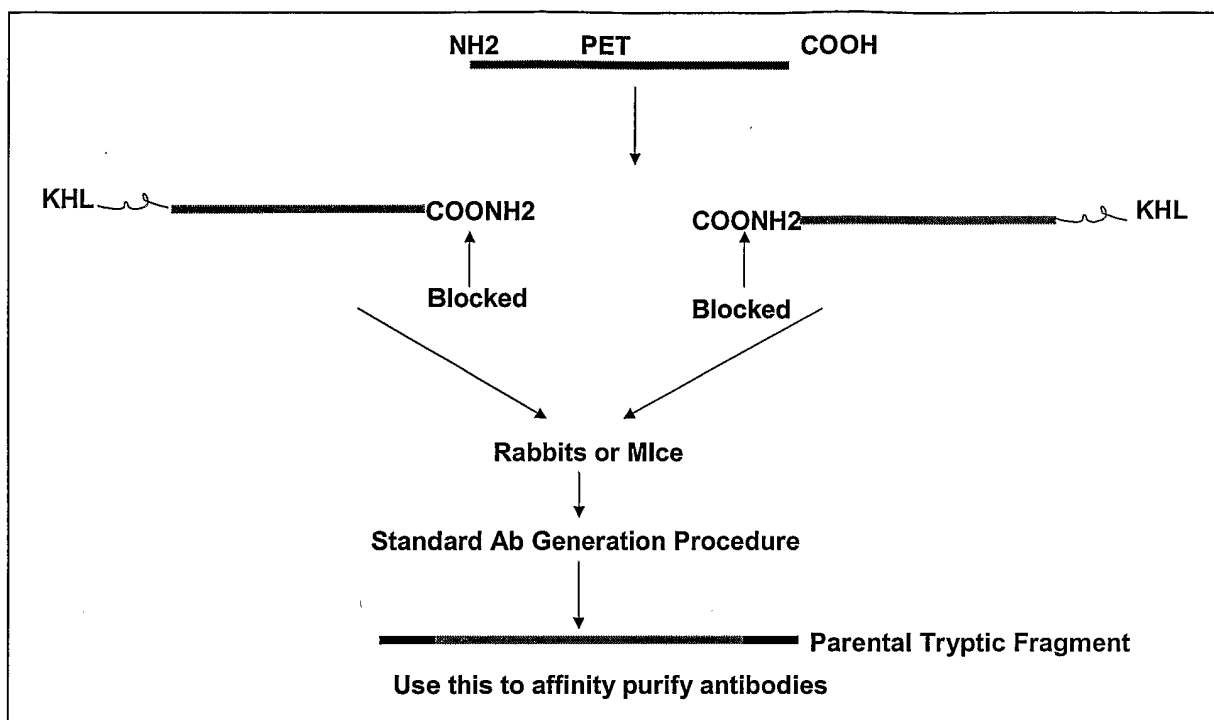 NH2 PET COOH
KHL COONH2 COONH2 KHL
Blocked Blocked
Rabbits or MIce
Standard Ab Generation Procedure
Parental Tryptic Fragment
Use this to affinity purify antibodies